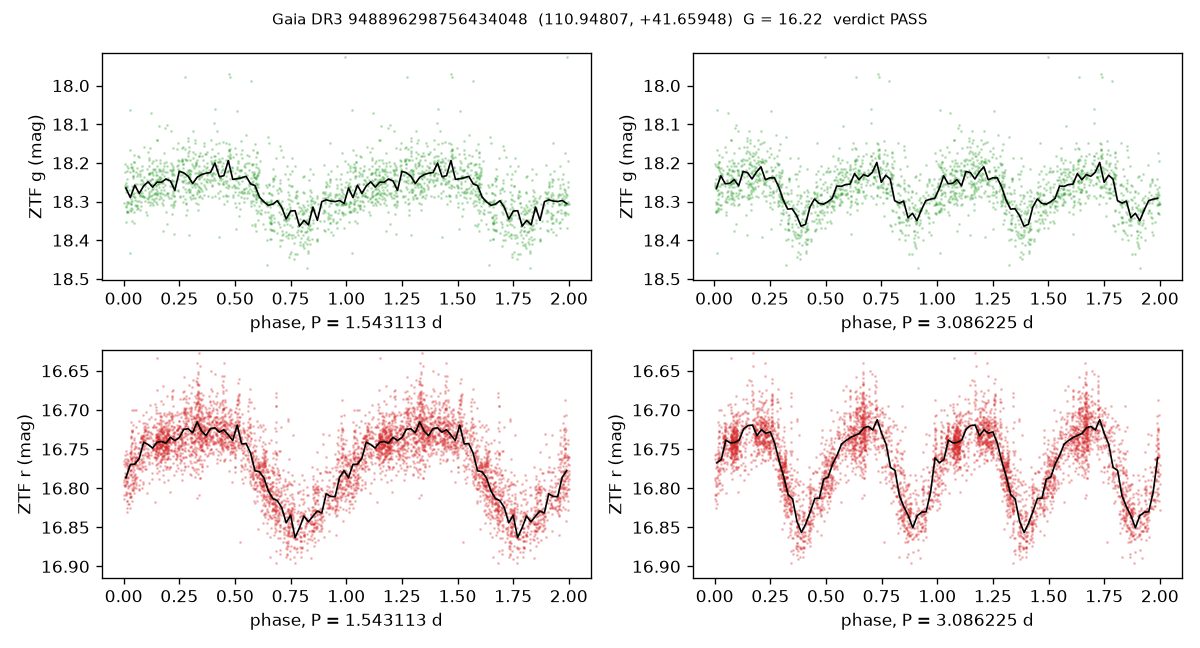 Gaia DR3 948896298756434048 (110.94807, +41.65948) G = 16.22 verdict PASS
ZTF g (mag)
18.0
18.1
18.2
18.3
18.4
18.5
0.00 0.25 0.50 0.75 1.00 1.25 1.50 1.75 2.00
phase, P = 1.543113 d
ZTF g (mag)
18.0
18.1
18.2
18.3
18.4
18.5
0.00 0.25 0.50 0.75 1.00 1.25 1.50 1.75 2.00
phase, P = 3.086225 d
ZTF r (mag)
16.65
16.70
16.75
16.80
16.85
16.90
0.00 0.25 0.50 0.75 1.00 1.25 1.50 1.75 2.00
phase, P = 1.543113 d
ZTF r (mag)
16.65
16.70
16.75
16.80
16.85
16.90
0.00 0.25 0.50 0.75 1.00 1.25 1.50 1.75 2.00
phase, P = 3.086225 d